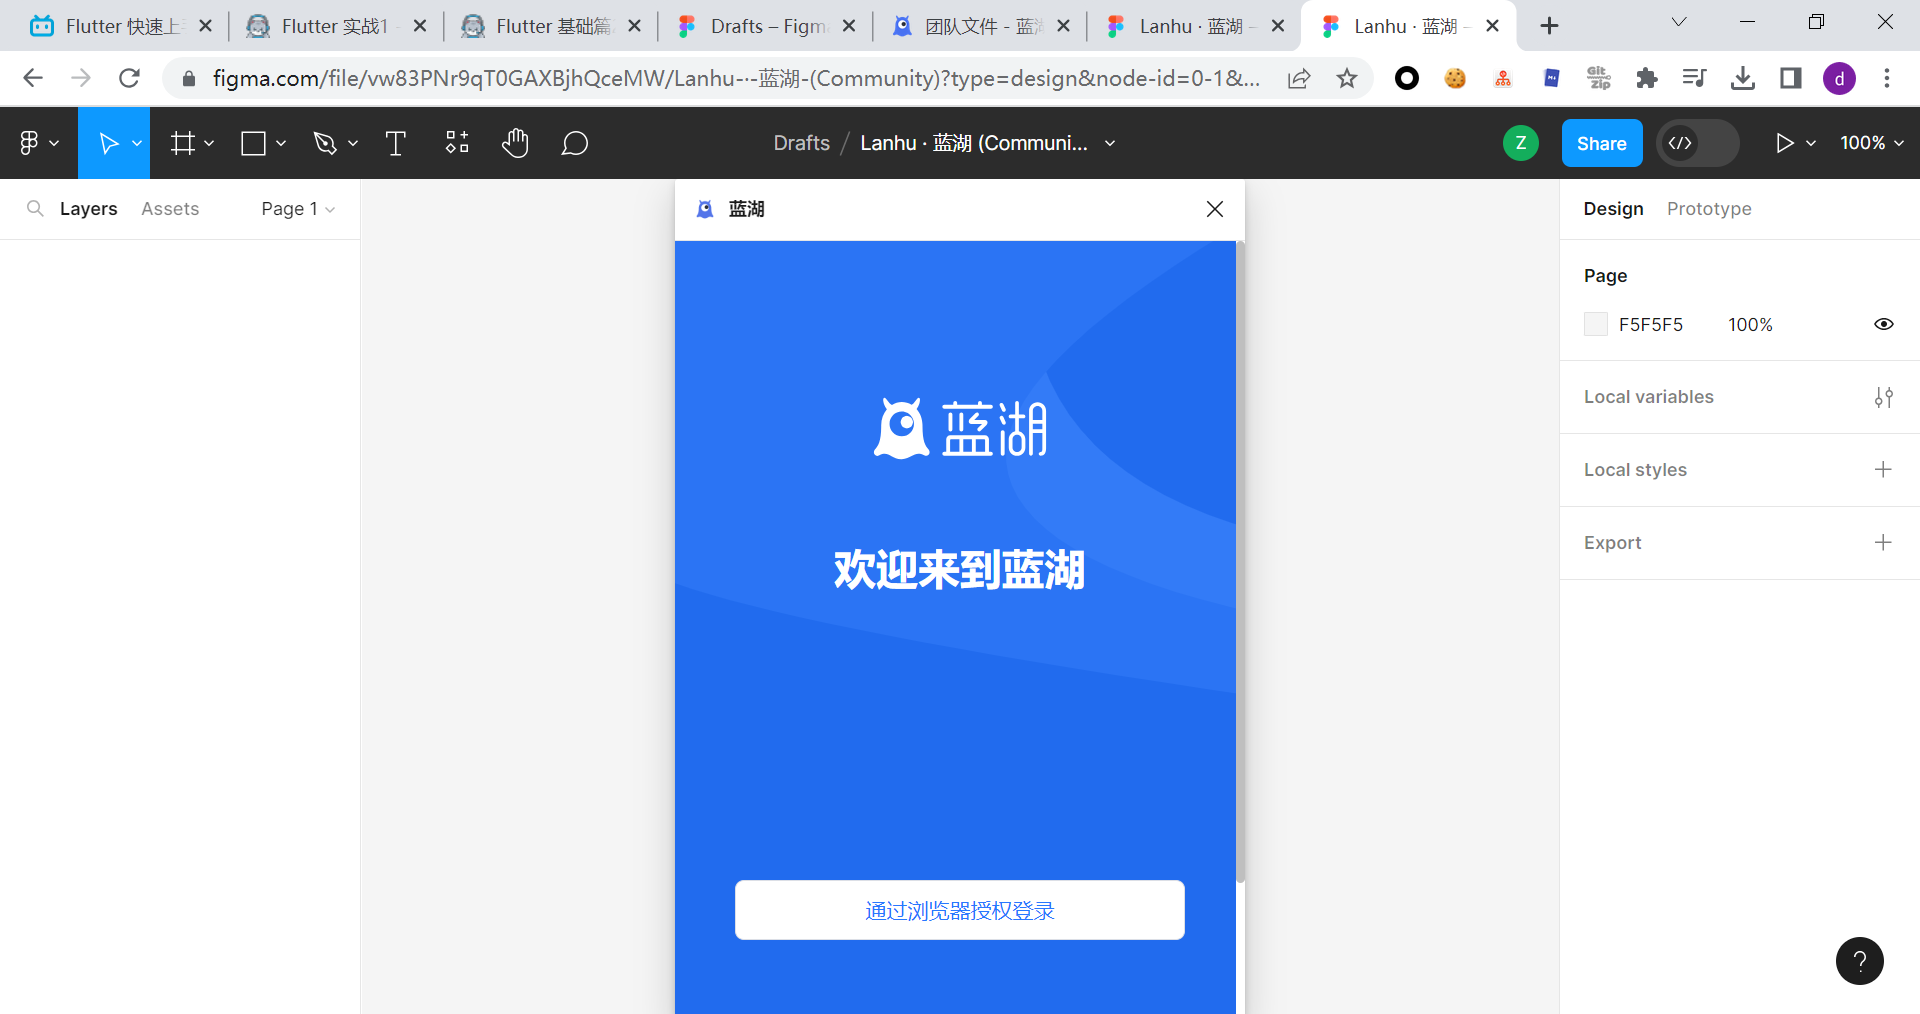 Flutter 快速上
Flutter 实战1 -
Flutter 基础篇
Drafts – Figm
团队文件 - 蓝
Lanhu · 蓝湖 –
Lanhu · 蓝湖 –
figma.com/file/vw83PNr9qT0GAXBjhQceMW/Lanhu-·-蓝湖-(Community)?type=design&node-id=0-1&...
Git
Zip
d
Drafts / Lanhu · 蓝湖 (Communi...
Z
Share
100%
Layers
Assets
Page 1
蓝湖
Design
Prototype
Page
F5F5F5
100%
Local variables
Local styles
Export
蓝湖
欢迎来到蓝湖
通过浏览器授权登录
?